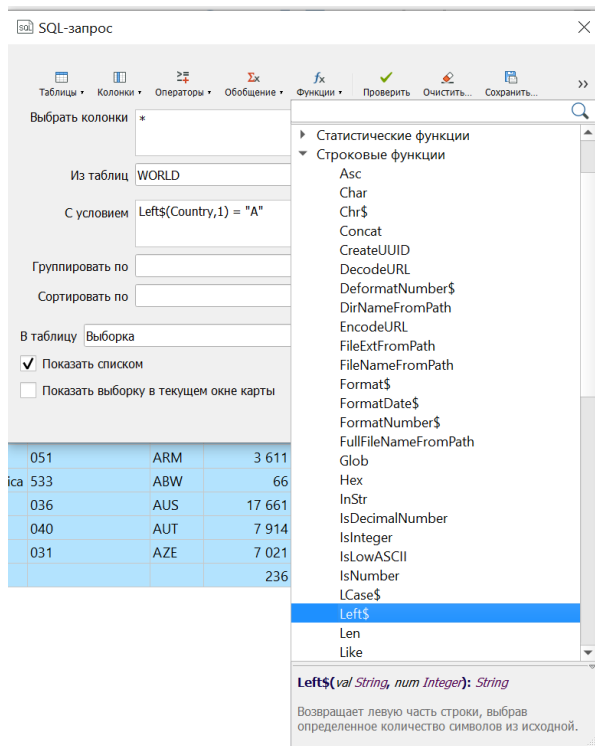 SQL-запрос
Таблицы Колонки Операторы Обобщение Функции Проверить Очистить... Сохранить...
Выбрать колонки *
Из таблиц WORLD
С условием Left$(Country,1) = "A"
Группировать по
Сортировать по
В таблицу Выборка
Показать списком
Показать выборку в текущем окне карты
051 ARM 3 611
ica 533 ABW 66
036 AUS 17 661
040 AUT 7 914
031 AZE 7 021
236
Статистические функции
Строковые функции
Asc
Char
Chr$
Concat
CreateUUID
DecodeURL
DeformatNumber$
DirNameFromPath
EncodeURL
FileExtFromPath
FileNameFromPath
Format$
FormatDate$
FormatNumber$
FullFileNameFromPath
Glob
Hex
InStr
IsDecimalNumber
IsInteger
IsLowASCII
IsNumber
LCase$
Left$
Len
Like
Left$(val String, num Integer): String
Возвращает левую часть строки, выбрав
определенное количество символов из исходной.